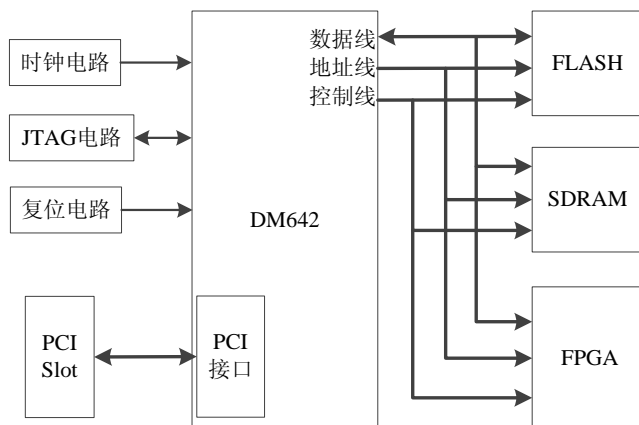 时钟电路
JTAG电路
复位电路
PCI
Slot
DM642
PCI
接口
数据线
地址线
控制线
FLASH
SDRAM
FPGA